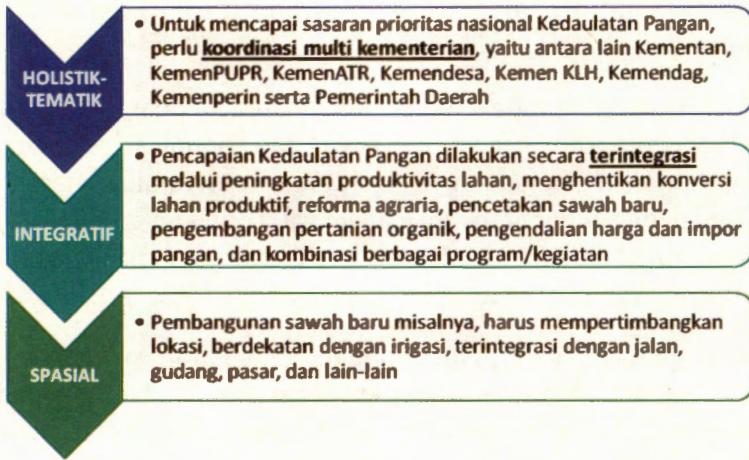 HOLISTIK-
TEMATIK
• Untuk mencapai sasaran prioritas nasional Kedaulatan Pangan,
perlu koordinasi multi kementerian, yaitu antara lain Kementan,
KemenPUPR, KemenATR, Kemendesa, Kemen KLH, Kemendag,
Kemenperin serta Pemerintah Daerah
INTEGRATIF
• Pencapaian Kedaulatan Pangan dilakukan secara terintegrasi
melalui peningkatan produktivitas lahan, menghentikan konversi
lahan produktif, reforma agraria, pencetakan sawah baru,
pengembangan pertanian organik, pengendalian harga dan impor
pangan, dan kombinasi berbagai program/kegiatan
SPASIAL
• Pembangunan sawah baru misalnya, harus mempertimbangkan
lokasi, berdekatan dengan irigasi, terintegrasi dengan jalan,
gudang, pasar, dan lain-lain